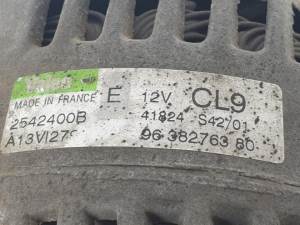 MADE IN FRANCE E 12V CL9
2542400B 41824 S42/01
A13VI279 96 382763 80